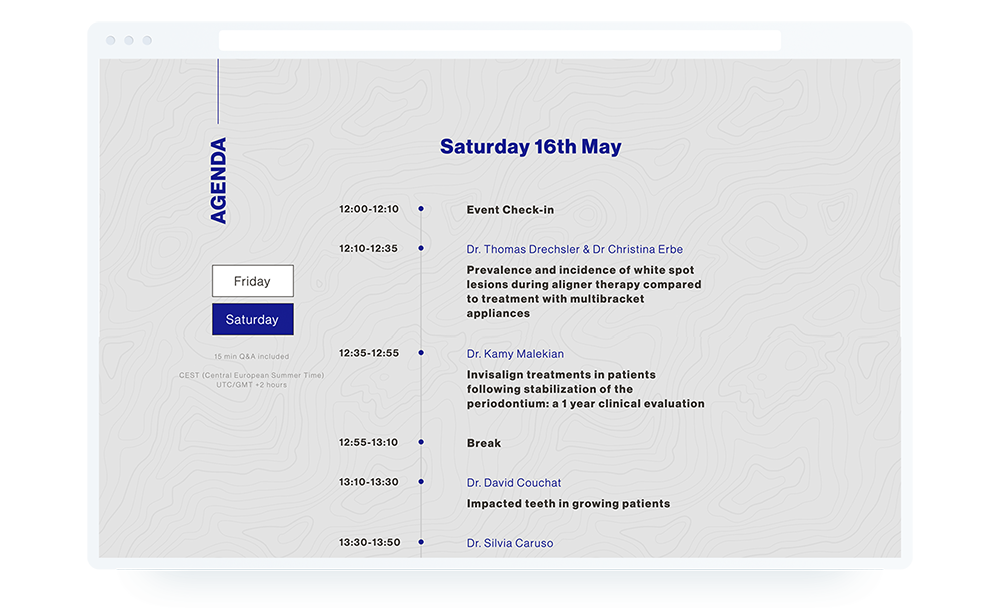 AGENDA
Friday
Saturday
15 min Q&A included
CEST (Central European Summer Time)
UTC/GMT +2 hours
Saturday 16th May
12:00-12:10
Event Check-in
12:10-12:35
Dr. Thomas Drechsler & Dr Christina Erbe
Prevalence and incidence of white spot
lesions during aligner therapy compared
to treatment with multibracket
appliances
12:35-12:55
Dr. Kamy Malekian
Invisalign treatments in patients
following stabilization of the
periodontium: a 1 year clinical evaluation
12:55-13:10
Break
13:10-13:30
Dr. David Couchat
Impacted teeth in growing patients
13:30-13:50
Dr. Silvia Caruso